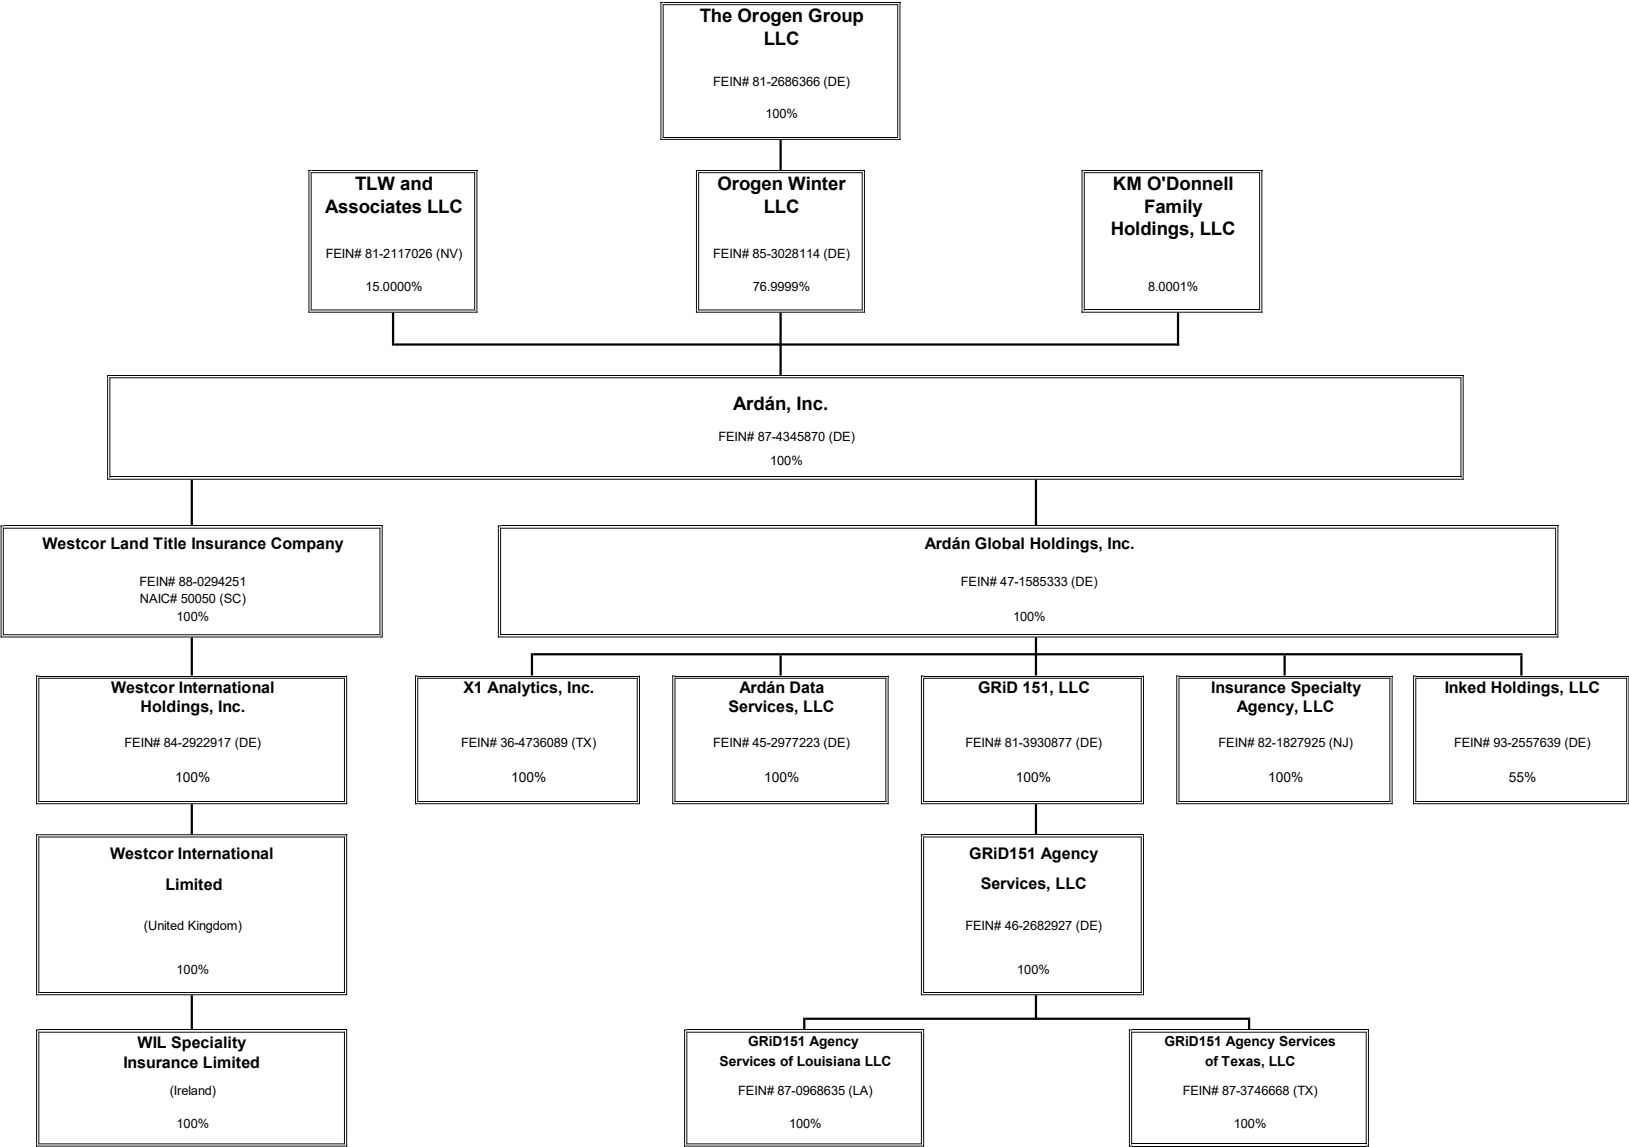 The Orogen Group
LLC
FEIN# 81-2686366 (DE)
100%
TLW and
Associates LLC
FEIN# 81-2117026 (NV)
15.0000%
Orogen Winter
LLC
FEIN# 85-3028114 (DE)
76.9999%
KM O'Donnell
Family
Holdings, LLC
8.0001%
Ardán, Inc.
FEIN# 87-4345870 (DE)
100%
Westcor Land Title Insurance Company
FEIN# 88-0294251
NAIC# 50050 (SC)
100%
Ardán Global Holdings, Inc.
FEIN# 47-1585333 (DE)
100%
Westcor International
Holdings, Inc.
FEIN# 84-2922917 (DE)
100%
X1 Analytics, Inc.
FEIN# 36-4736089 (TX)
100%
Ardán Data
Services, LLC
FEIN# 45-2977223 (DE)
100%
GRiD 151, LLC
FEIN# 81-3930877 (DE)
100%
Insurance Specialty
Agency, LLC
FEIN# 82-1827925 (NJ)
100%
Inked Holdings, LLC
FEIN# 93-2557639 (DE)
55%
Westcor International
Limited
(United Kingdom)
100%
GRiD151 Agency
Services, LLC
FEIN# 46-2682927 (DE)
100%
WIL Speciality
Insurance Limited
(Ireland)
100%
GRiD151 Agency
Services of Louisiana LLC
FEIN# 87-0968635 (LA)
100%
GRiD151 Agency Services
of Texas, LLC
FEIN# 87-3746668 (TX)
100%